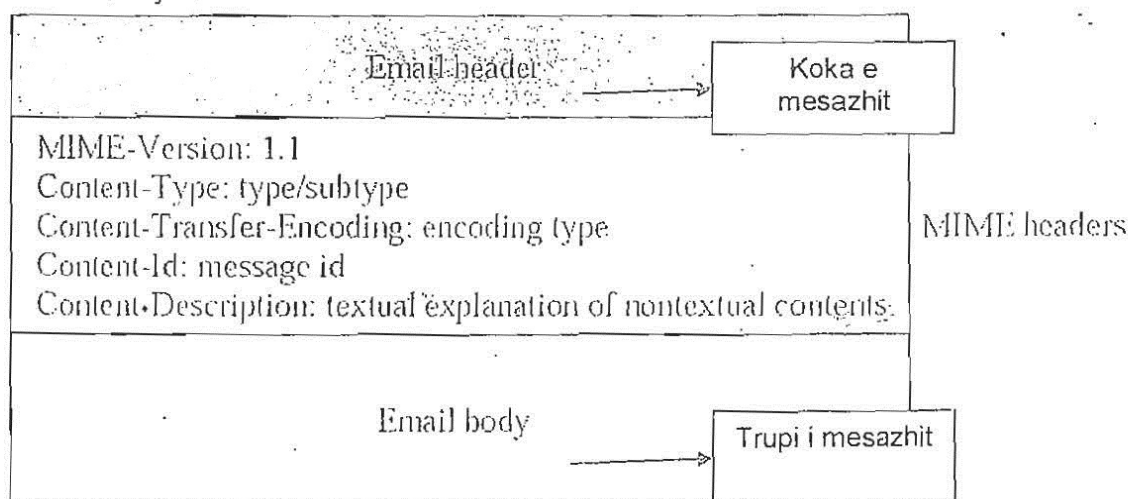 Email header
Koka e
mesazhit
MIME-Version: 1.1
Content-Type: type/subtype
Content-Transfer-Encoding: encoding type
Content-Id: message id
Content-Description: textual explanation of nontextual contents
MIME headers
Email body
Trupi i mesazhit